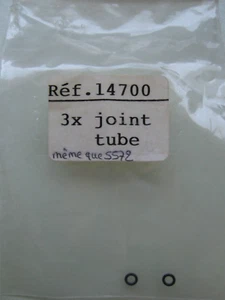 Réf.14700
3x joint
tube
même que 5572